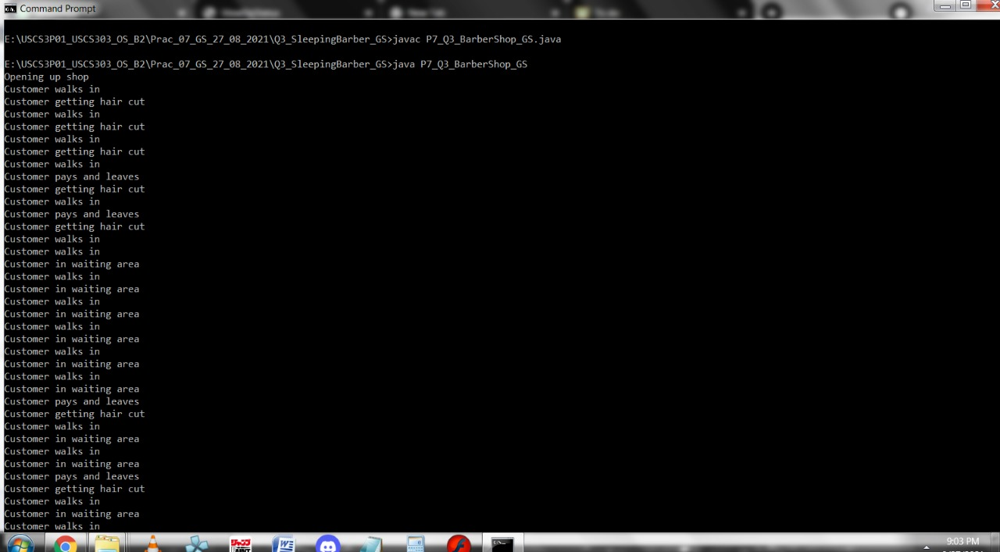 Command Prompt
E:\USCS3P01_USCS303_OS_B2\Prac_07_GS_27_08_2021\Q3_SleepingBarber_GS>javac P7_Q3_BarberShop_GS.java
E:\USCS3P01_USCS303_OS_B2\Prac_07_GS_27_08_2021\Q3_SleepingBarber_GS>java P7_Q3_BarberShop_GS
Opening up shop
Customer walks in
Customer getting hair cut
Customer walks in
Customer getting hair cut
Customer walks in
Customer getting hair cut
Customer walks in
Customer pays and leaves
Customer getting hair cut
Customer walks in
Customer pays and leaves
Customer getting hair cut
Customer walks in
Customer walks in
Customer in waiting area
Customer walks in
Customer in waiting area
Customer walks in
Customer in waiting area
Customer walks in
Customer in waiting area
Customer walks in
Customer in waiting area
Customer walks in
Customer in waiting area
Customer pays and leaves
Customer getting hair cut
Customer walks in
Customer in waiting area
Customer walks in
Customer in waiting area
Customer pays and leaves
Customer getting hair cut
Customer walks in
Customer in waiting area
Customer walks in
9:03 PM